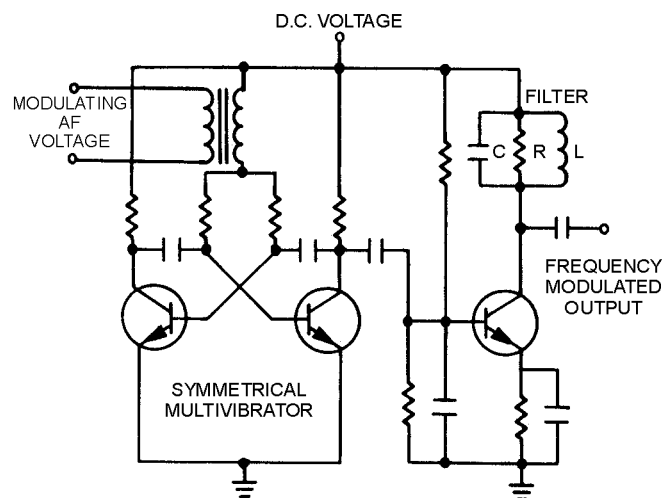 D.C. VOLTAGE
MODULATING
AF
VOLTAGE
FILTER
C
R
L
FREQUENCY
MODULATED
OUTPUT
SYMMETRICAL
MULTIVIBRATOR